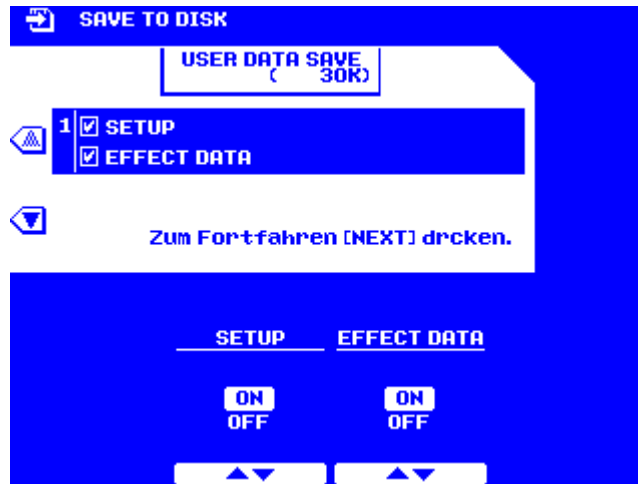 SAVE TO DISK
USER DATA SAVE
( 30K)
1 SETUP
EFFECT DATA
Zum Fortfahren [NEXT] drcken.
SETUP EFFECT DATA
ON ON
OFF OFF